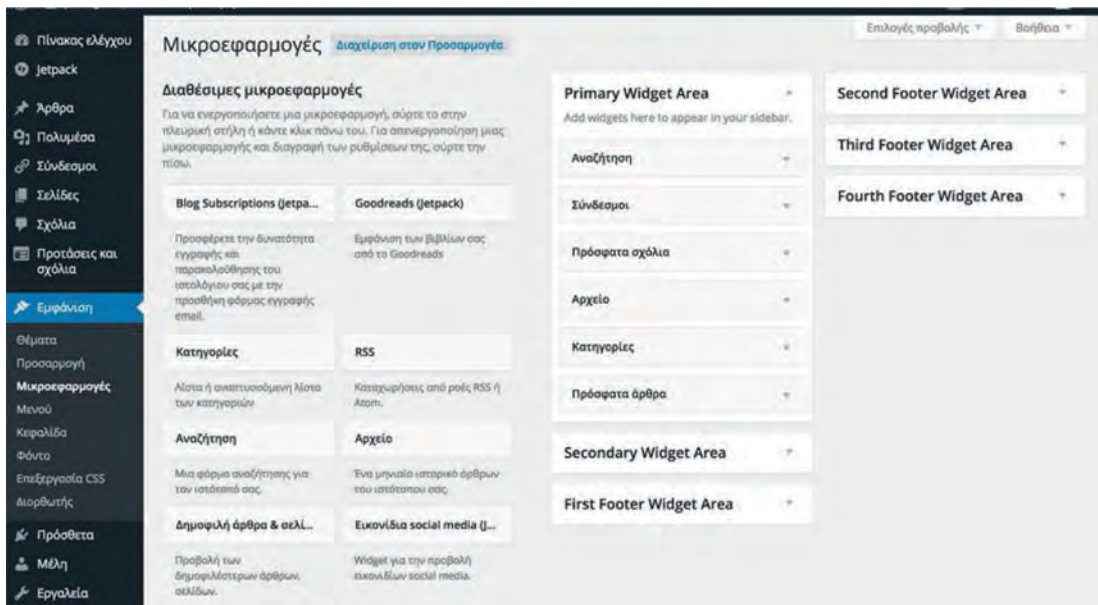 Πίνακας ελέγχου
Jetpack
Άρθρα
Πολυμέσα
Σύνδεσμοι
Σελίδες
Σχόλια
Προτάσεις και
σχόλια
Εμφάνιση
Θέματα
Προσαρμογή
Μικροεφαρμογές
Μενού
Κεφαλίδα
Φόντο
Επεξεργασία CSS
Διορθωτής
Πρόσθετα
Μέλη
Εργαλεία
Επιλογές προβολής
Βοήθεια
Μικροεφαρμογές
Διαχείριση στον Προσαρμογέα
Διαθέσιμες μικροεφαρμογές
Για να ενεργοποιήσετε μια μικροεφαρμογή, σύρτε το στην
πλευρική στήλη ή κάντε κλικ πάνω του. Για απενεργοποίηση μιας
μικροεφαρμογής και διαγραφή των ρυθμίσεων της, σύρτε την
πίσω.
Blog Subscriptions (Jetpa...
Προσφέρετε την δυνατότητα
εγγραφής και
παρακολούθησης του
ιστολόγιου σας με την
προσθήκη φόρμας εγγραφής
email.
Goodreads (Jetpack)
Εμφάνιση των βιβλίων σας
από το Goodreads
Κατηγορίες
Λίστα ή αναπτυσσόμενη λίστα
των κατηγοριών
RSS
Καταχωρήσεις από ροές RSS ή
Atom.
Αναζήτηση
Μια φόρμα αναζήτησης για
τον ιστότοπό σας.
Αρχείο
Ένα μηνιαίο ιστορικό άρθρων
του ιστότοπου σας.
Δημοφιλή άρθρα & σελί...
Προβολή των
δημοφιλέστερων άρθρων,
σελίδων.
Εικονίδια social media (J...
Widget για την προβολή
εικονιδίων social media.
Primary Widget Area
Add widgets here to appear in your sidebar.
Αναζήτηση
Σύνδεσμοι
Πρόσφατα σχόλια
Αρχείο
Κατηγορίες
Πρόσφατα άρθρα
Secondary Widget Area
First Footer Widget Area
Second Footer Widget Area
Third Footer Widget Area
Fourth Footer Widget Area